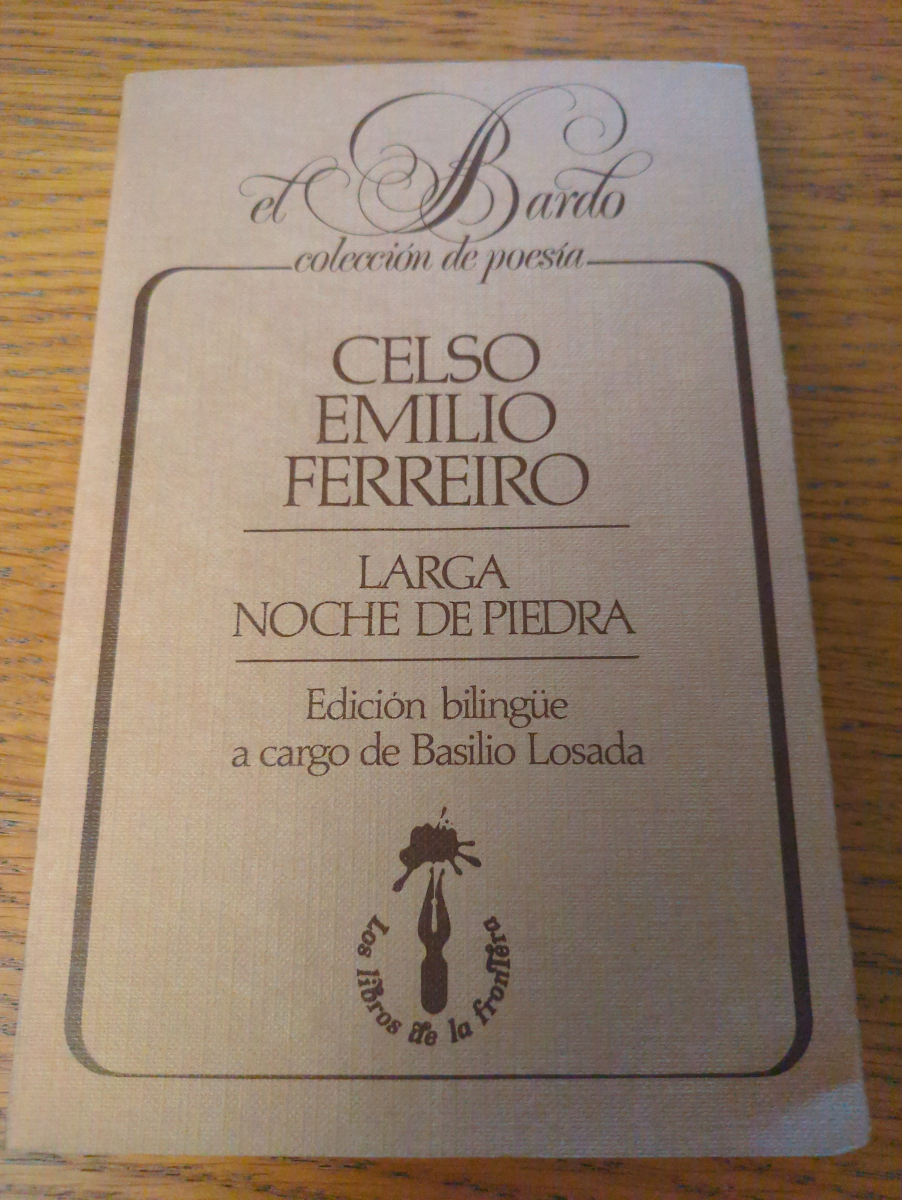 el Bardo
colección de poesía
CELSO
EMILIO
FERREIRO
LARGA
NOCHE DE PIEDRA
Edición bilingüe
a cargo de Basilio Losada
Los libros de la frontera